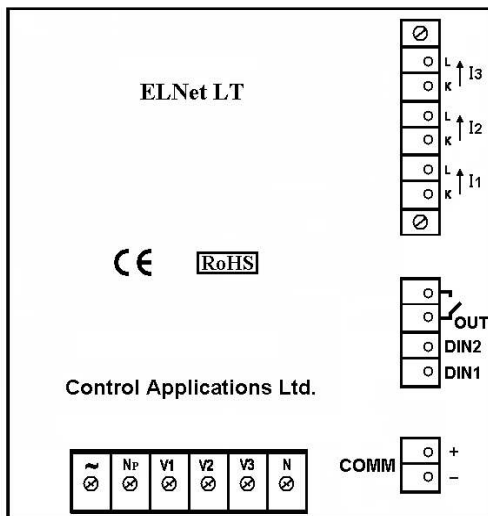 ELNet LT
L
I3
K
L
I2
K
L
I1
K
CE
RoHS
OUT
DIN2
DIN1
Control Applications Ltd.
COMM
+
–
~ NP V1 V2 V3 N